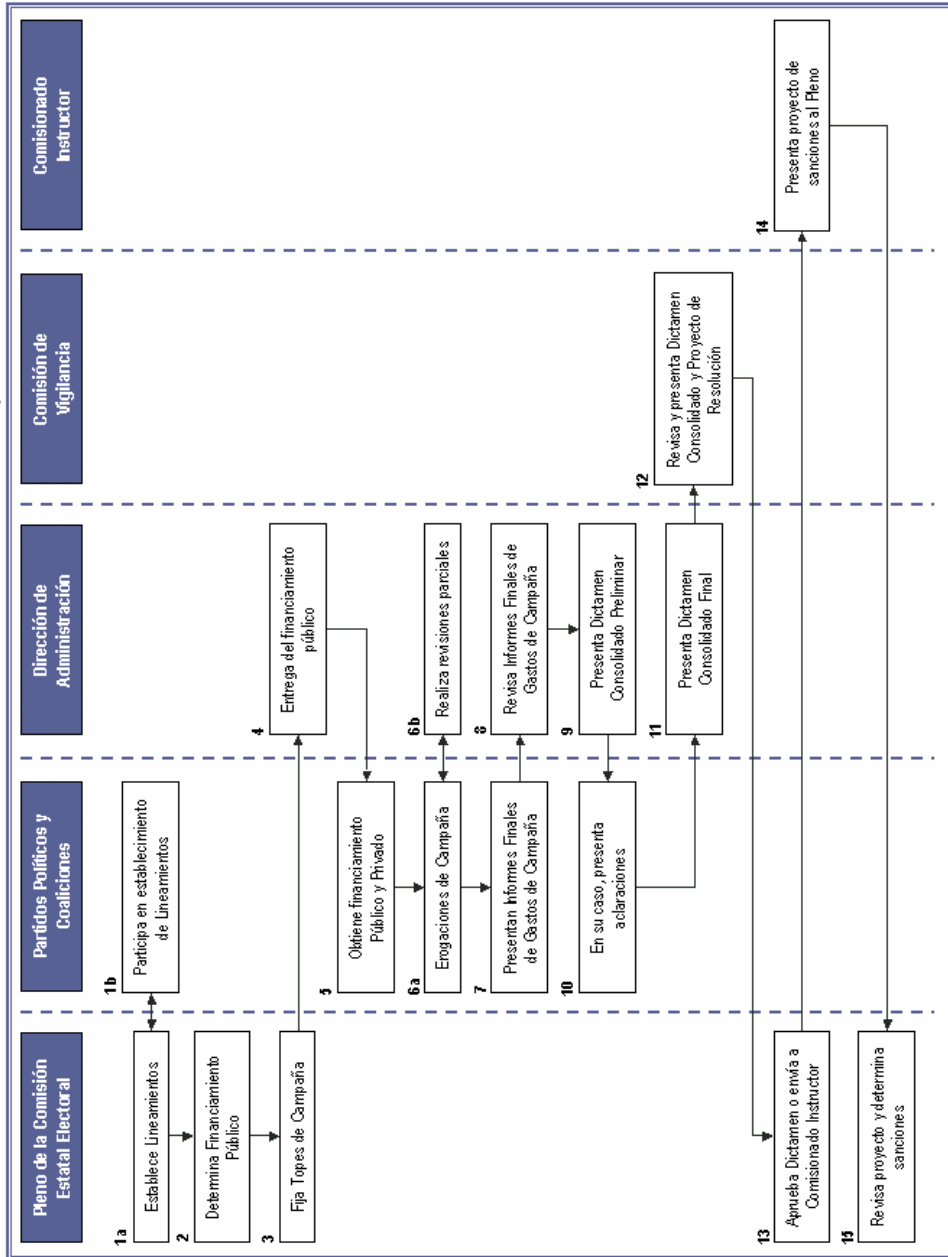 Pleno de la Comisión
Estatal Electoral
Partidos Políticos y
Coaliciones
Dirección de
Administración
Comisión de
Vigilancia
Comisionado
Instructor
1a
Establece Lineamientos
1b
Participa en establecimiento
de Lineamientos
2
Determina Financiamiento
Público
3
Fija Topes de Campaña
4
Entrega del financiamiento
público
5
Obtiene financiamiento
Público y Privado
6a
Erogaciones de Campaña
6b
Realiza revisiones parciales
7
Presentan Informes Finales
de Gastos de Campaña
8
Revisa Informes Finales de
Gastos de Campaña
9
Presenta Dictamen
Consolidado Preliminar
10
En su caso, presenta
aclaraciones
11
Presenta Dictamen
Consolidado Final
12
Revisa y presenta Dictamen
Consolidado y Proyecto de
Resolución
13
Aprueba Dictamen o envía a
Comisionado Instructor
14
Presenta proyecto de
sanciones al Pleno
15
Revisa proyecto y determina
sanciones